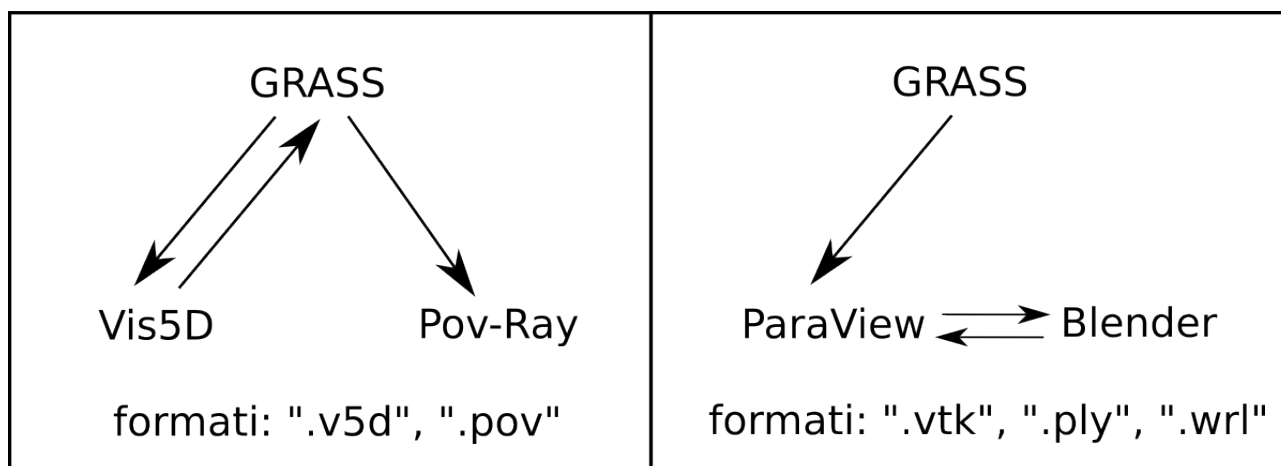 GRASS
Vis5D
Pov-Ray
formati: ".v5d", ".pov"
GRASS
ParaView
Blender
formati: ".vtk", ".ply", ".wrl"